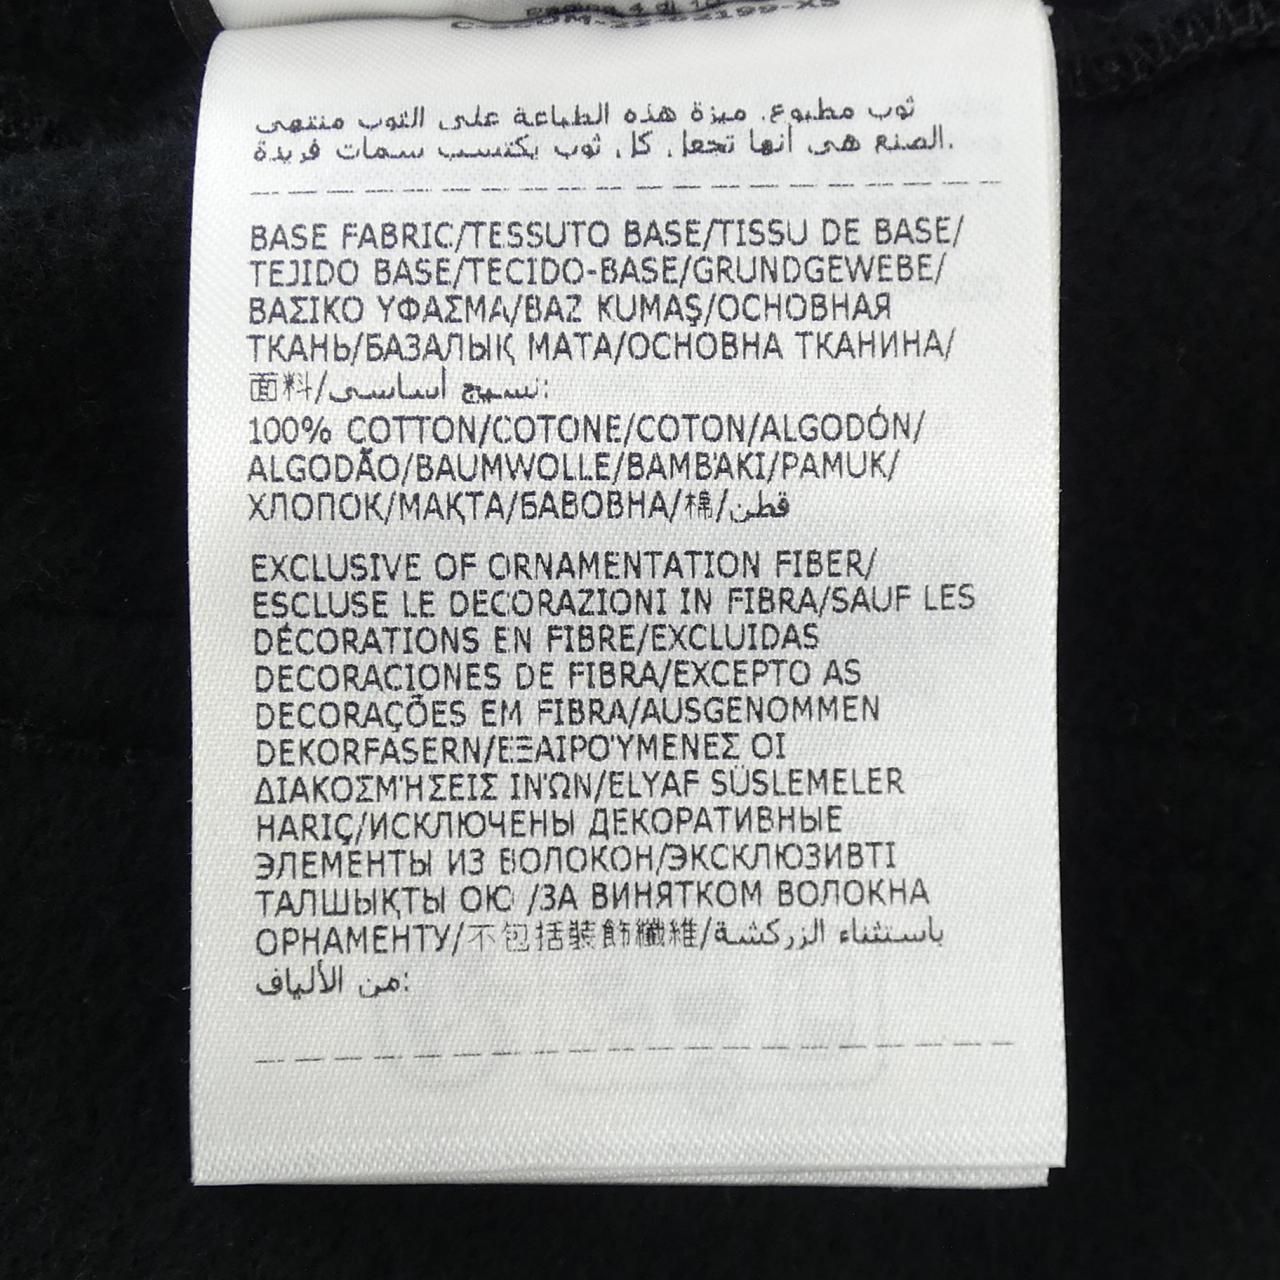 ثوب مطبوع. ميزة هذه الطباعة على الثوب منتهي
الصنع هي أنها تجعل كل ثوب يكتسب سمات فريدة.
BASE FABRIC/TESSUTO BASE/TISSU DE BASE/
TEJIDO BASE/TECIDO-BASE/GRUNDGEWEBE/
ΒΑΣΙΚΟ ΥΦΑΣΜΑ/BAZ KUMAŞ/ОСНОВНАЯ
ТКАНЬ/БАЗАЛЫҚ МАТА/ОСНОВНА ТКАНИНА/
面料/نسيج أساسي:
100% COTTON/COTONE/COTON/ALGODÓN/
ALGODÃO/BAUMWOLLE/ΒΑΜΒΆΚΙ/PAMUK/
ХЛОПОК/МАҚТА/БАВОВНА/棉/قطن
EXCLUSIVE OF ORNAMENTATION FIBER/
ESCLUSE LE DECORAZIONI IN FIBRA/SAUF LES
DÉCORATIONS EN FIBRE/EXCLUIDAS
DECORACIONES DE FIBRA/EXCEPTO AS
DECORAÇÕES EM FIBRA/AUSGENOMMEN
DEKORFASERN/ΕΞΑΙΡΟΎΜΕΝΕΣ ΟΙ
ΔΙΑΚΟΣΜΉΣΕΙΣ ΙΝΏΝ/ELYAF SÜSLEMELER
HARIÇ/ИСКЛЮЧЕНЫ ДЕКОРАТИВНЫЕ
ЭЛЕМЕНТЫ ИЗ ВОЛОКОН/ЭКСКЛЮЗИВТІ
ТАЛШЫҚТЫ ОЮ /ЗА ВИНЯТКОМ ВОЛОКНА
ОРНАМЕНТУ/不包括裝飾纖維/باستثناء الزركشة
من الألياف: